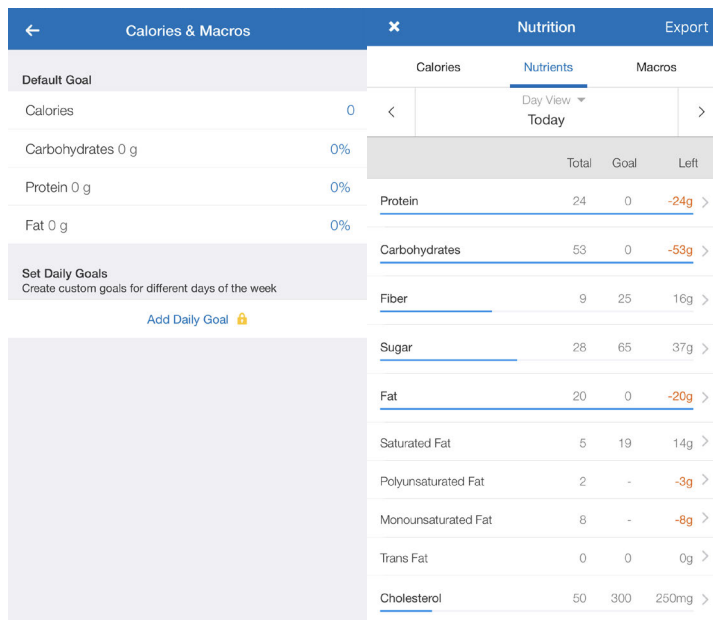 Calories & Macros
Default Goal
Calories 0
Carbohydrates 0 g 0%
Protein 0 g 0%
Fat 0 g 0%
Set Daily Goals
Create custom goals for different days of the week
Add Daily Goal
Nutrition Export
Calories Nutrients Macros
Day View
Today
Total Goal Left
Protein 24 0 -24g
Carbohydrates 53 0 -53g
Fiber 9 25 16g
Sugar 28 65 37g
Fat 20 0 -20g
Saturated Fat 5 19 14g
Polyunsaturated Fat 2 - -3g
Monounsaturated Fat 8 - -8g
Trans Fat 0 0 0g
Cholesterol 50 300 250mg